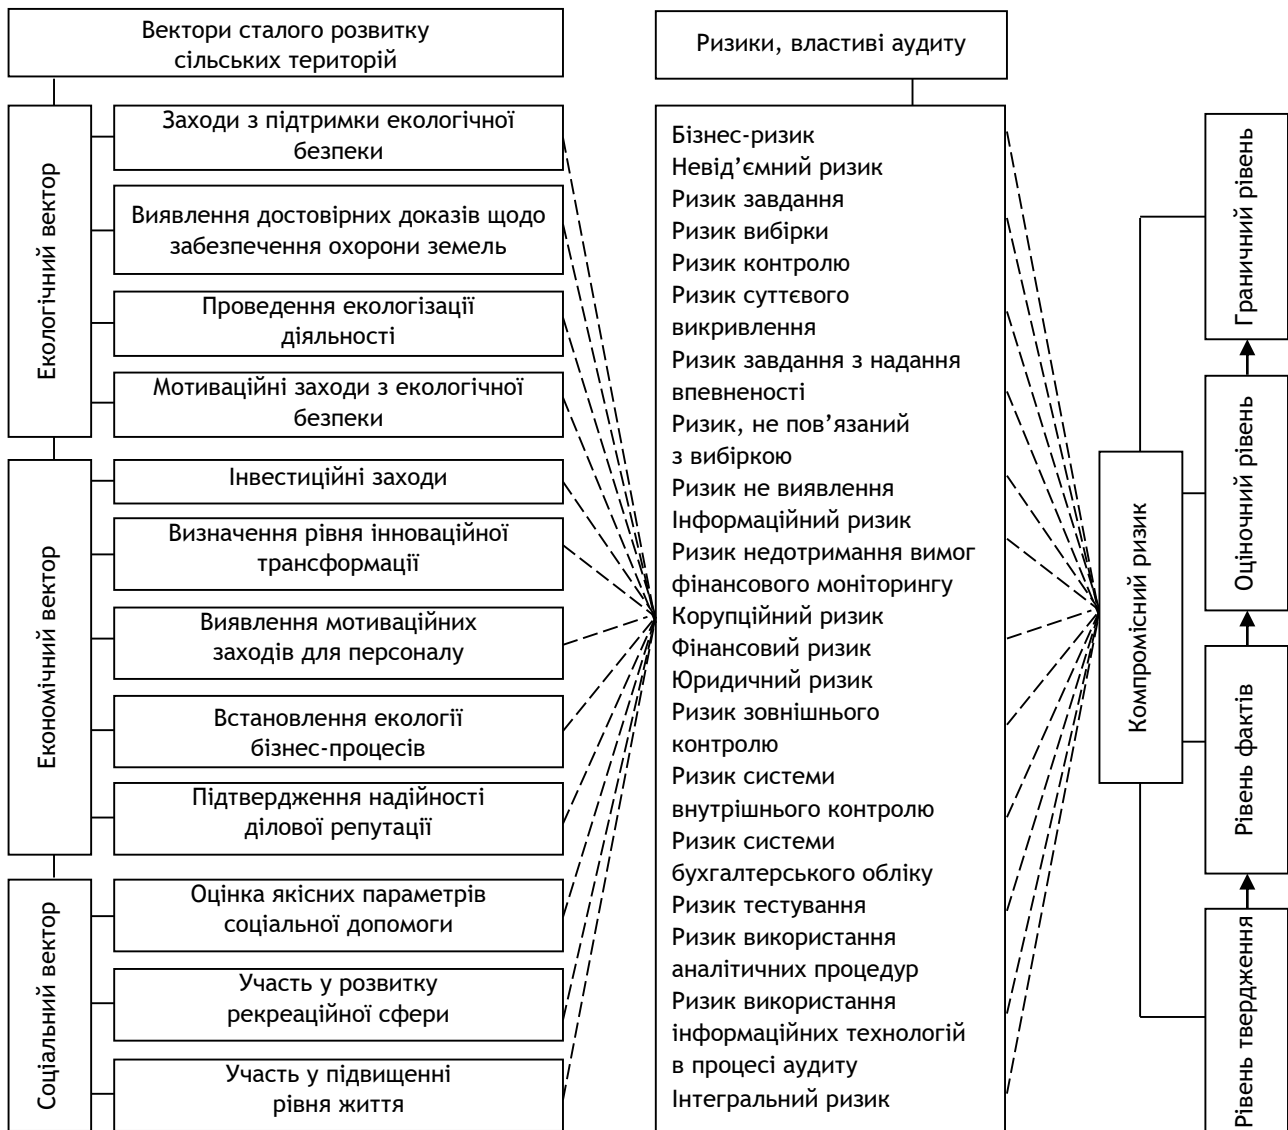 Вектори сталого розвитку
сільських територій
Екологічний вектор
Заходи з підтримки екологічної
безпеки
Виявлення достовірних доказів щодо
забезпечення охорони земель
Проведення екологізації
діяльності
Мотиваційні заходи з екологічної
безпеки
Економічний вектор
Інвестиційні заходи
Визначення рівня інноваційної
трансформації
Виявлення мотиваційних
заходів для персоналу
Встановлення екології
бізнес-процесів
Підтвердження надійності
ділової репутації
Соціальний вектор
Оцінка якісних параметрів
соціальної допомоги
Участь у розвитку
рекреаційної сфери
Участь у підвищенні
рівня життя
Ризики, властиві аудиту
Бізнес-ризик
Невід’ємний ризик
Ризик завдання
Ризик вибірки
Ризик контролю
Ризик суттєвого
викривлення
Ризик завдання з надання
впевненості
Ризик, не пов’язаний
з вибіркою
Ризик не виявлення
Інформаційний ризик
Ризик недотримання вимог
фінансового моніторингу
Корупційний ризик
Фінансовий ризик
Юридичний ризик
Ризик зовнішнього
контролю
Ризик системи
внутрішнього контролю
Ризик системи
бухгалтерського обліку
Ризик тестування
Ризик використання
аналітичних процедур
Ризик використання
інформаційних технологій
в процесі аудиту
Інтегральний ризик
Компромісний ризик
Граничний рівень
Оціночний рівень
Рівень фактів
Рівень твердження